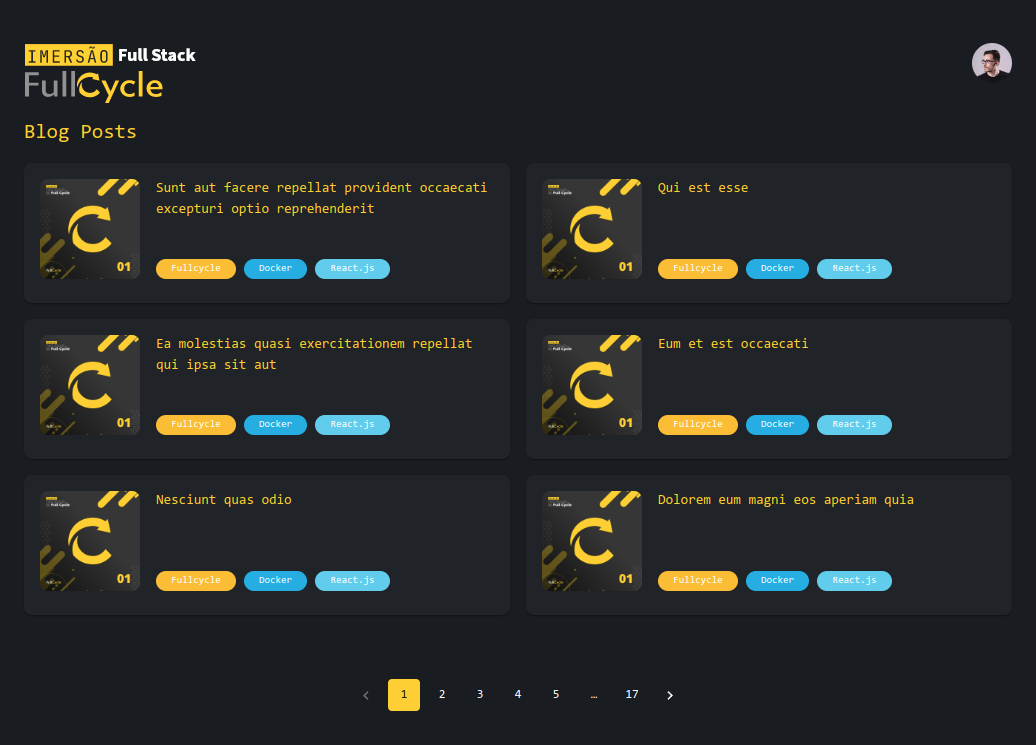 IMERSÃO Full Stack
FullCycle
Blog Posts
Sunt aut facere repellat provident occaecati
excepturi optio reprehenderit
01
Fullcycle Docker React.js
Qui est esse
01
Fullcycle Docker React.js
Ea molestias quasi exercitationem repellat
qui ipsa sit aut
01
Fullcycle Docker React.js
Eum et est occaecati
01
Fullcycle Docker React.js
Nesciunt quas odio
01
Fullcycle Docker React.js
Dolorem eum magni eos aperiam quia
01
Fullcycle Docker React.js
1 2 3 4 5 … 17